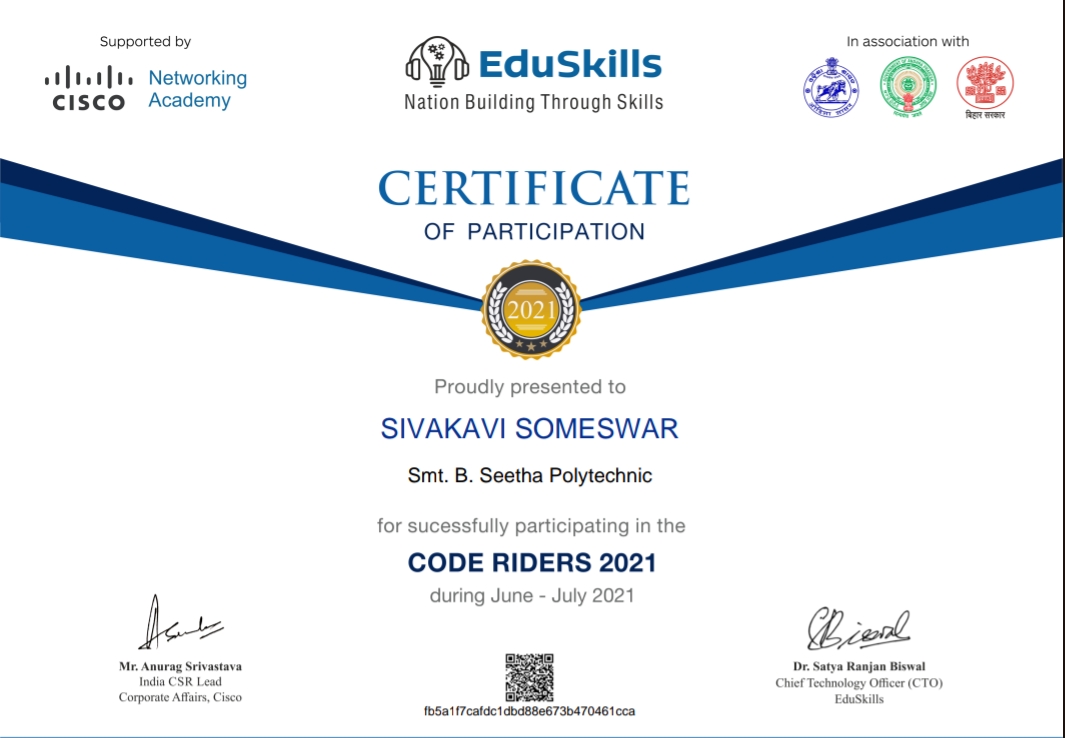 Supported by
CISCO
Networking
Academy
EduSkills
Nation Building Through Skills
In association with
बिहार सरकार
CERTIFICATE
OF PARTICIPATION
2021
Proudly presented to
SIVAKAVI SOMESWAR
Smt. B. Seetha Polytechnic
for sucessfully participating in the
CODE RIDERS 2021
during June - July 2021
Mr. Anurag Srivastava
India CSR Lead
Corporate Affairs, Cisco
fb5a1f7cafdc1dbd88e673b470461cca
Dr. Satya Ranjan Biswal
Chief Technology Officer (CTO)
EduSkills